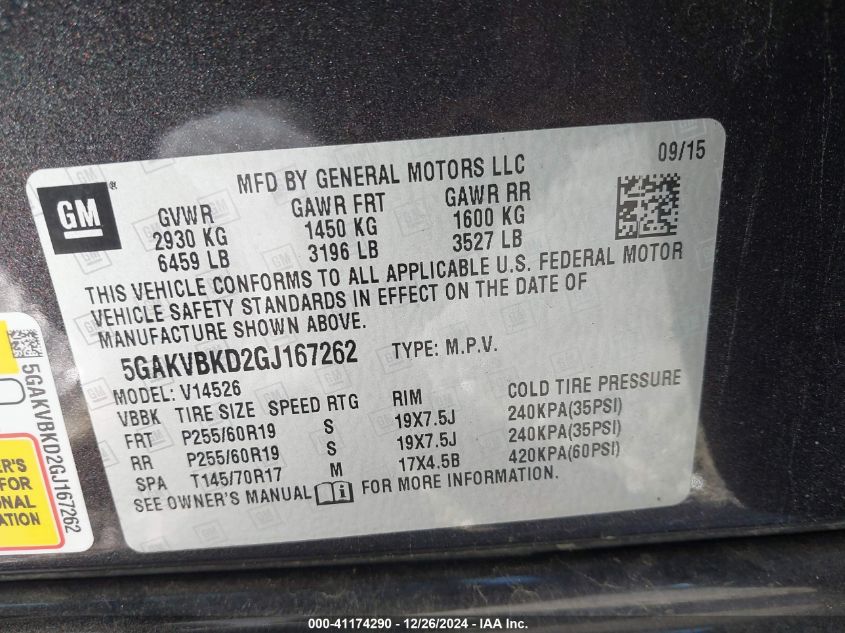 09/15
MFD BY GENERAL MOTORS LLC
GM®
GVWR GAWR FRT GAWR RR
2930 KG 1450 KG 1600 KG
6459 LB 3196 LB 3527 LB
THIS VEHICLE CONFORMS TO ALL APPLICABLE U.S. FEDERAL MOTOR
VEHICLE SAFETY STANDARDS IN EFFECT ON THE DATE OF
MANUFACTURE SHOWN ABOVE.
5GAKVBKD2GJ167262 TYPE: M.P.V.
MODEL: V14526
VBBK TIRE SIZE SPEED RTG RIM COLD TIRE PRESSURE
FRT P255/60R19 S 19X7.5J 240KPA(35PSI)
RR P255/60R19 S 19X7.5J 240KPA(35PSI)
SPA T145/70R17 M 17X4.5B 420KPA(60PSI)
SEE OWNER'S MANUAL FOR MORE INFORMATION.
5GAKVBKD2GJ167262
ER'S
FOR
ONAL
ATION
000-41174290 - 12/26/2024 - IAA Inc.